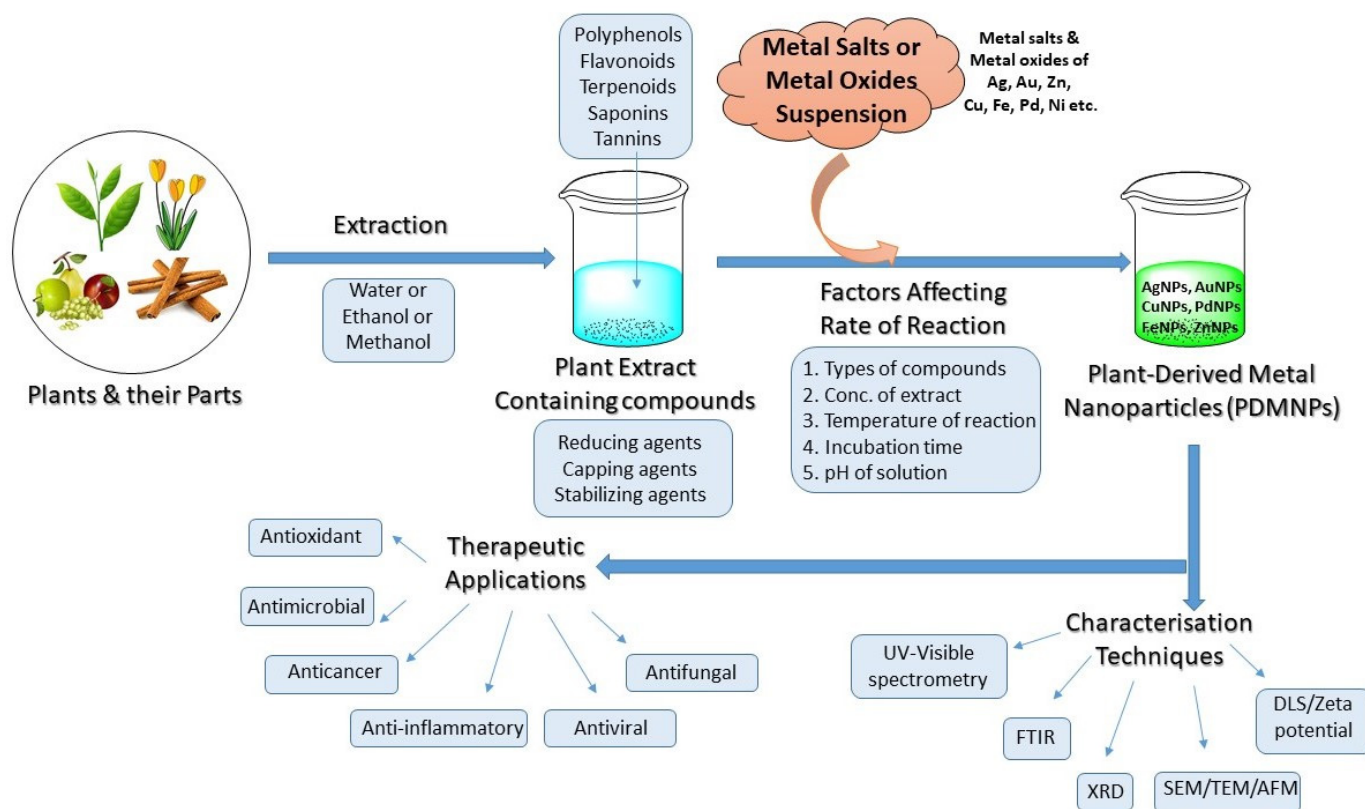 Polyphenols
Flavonoids
Terpenoids
Saponins
Tannins
Metal Salts or
Metal Oxides
Suspension
Metal salts &
Metal oxides of
Ag, Au, Zn,
Cu, Fe, Pd, Ni etc.
Plants & their Parts
Extraction
Water or
Ethanol or
Methanol
Plant Extract
Containing compounds
Reducing agents
Capping agents
Stabilizing agents
Factors Affecting
Rate of Reaction
1. Types of compounds
2. Conc. of extract
3. Temperature of reaction
4. Incubation time
5. pH of solution
AgNPs, AuNPs
CuNPs, PdNPs
FeNPs, ZnNPs
Plant-Derived Metal
Nanoparticles (PDMNPs)
Therapeutic
Applications
Antioxidant
Antimicrobial
Anticancer
Anti-inflammatory
Antiviral
Antifungal
Characterisation
Techniques
UV-Visible
spectrometry
FTIR
XRD
SEM/TEM/AFM
DLS/Zeta
potential